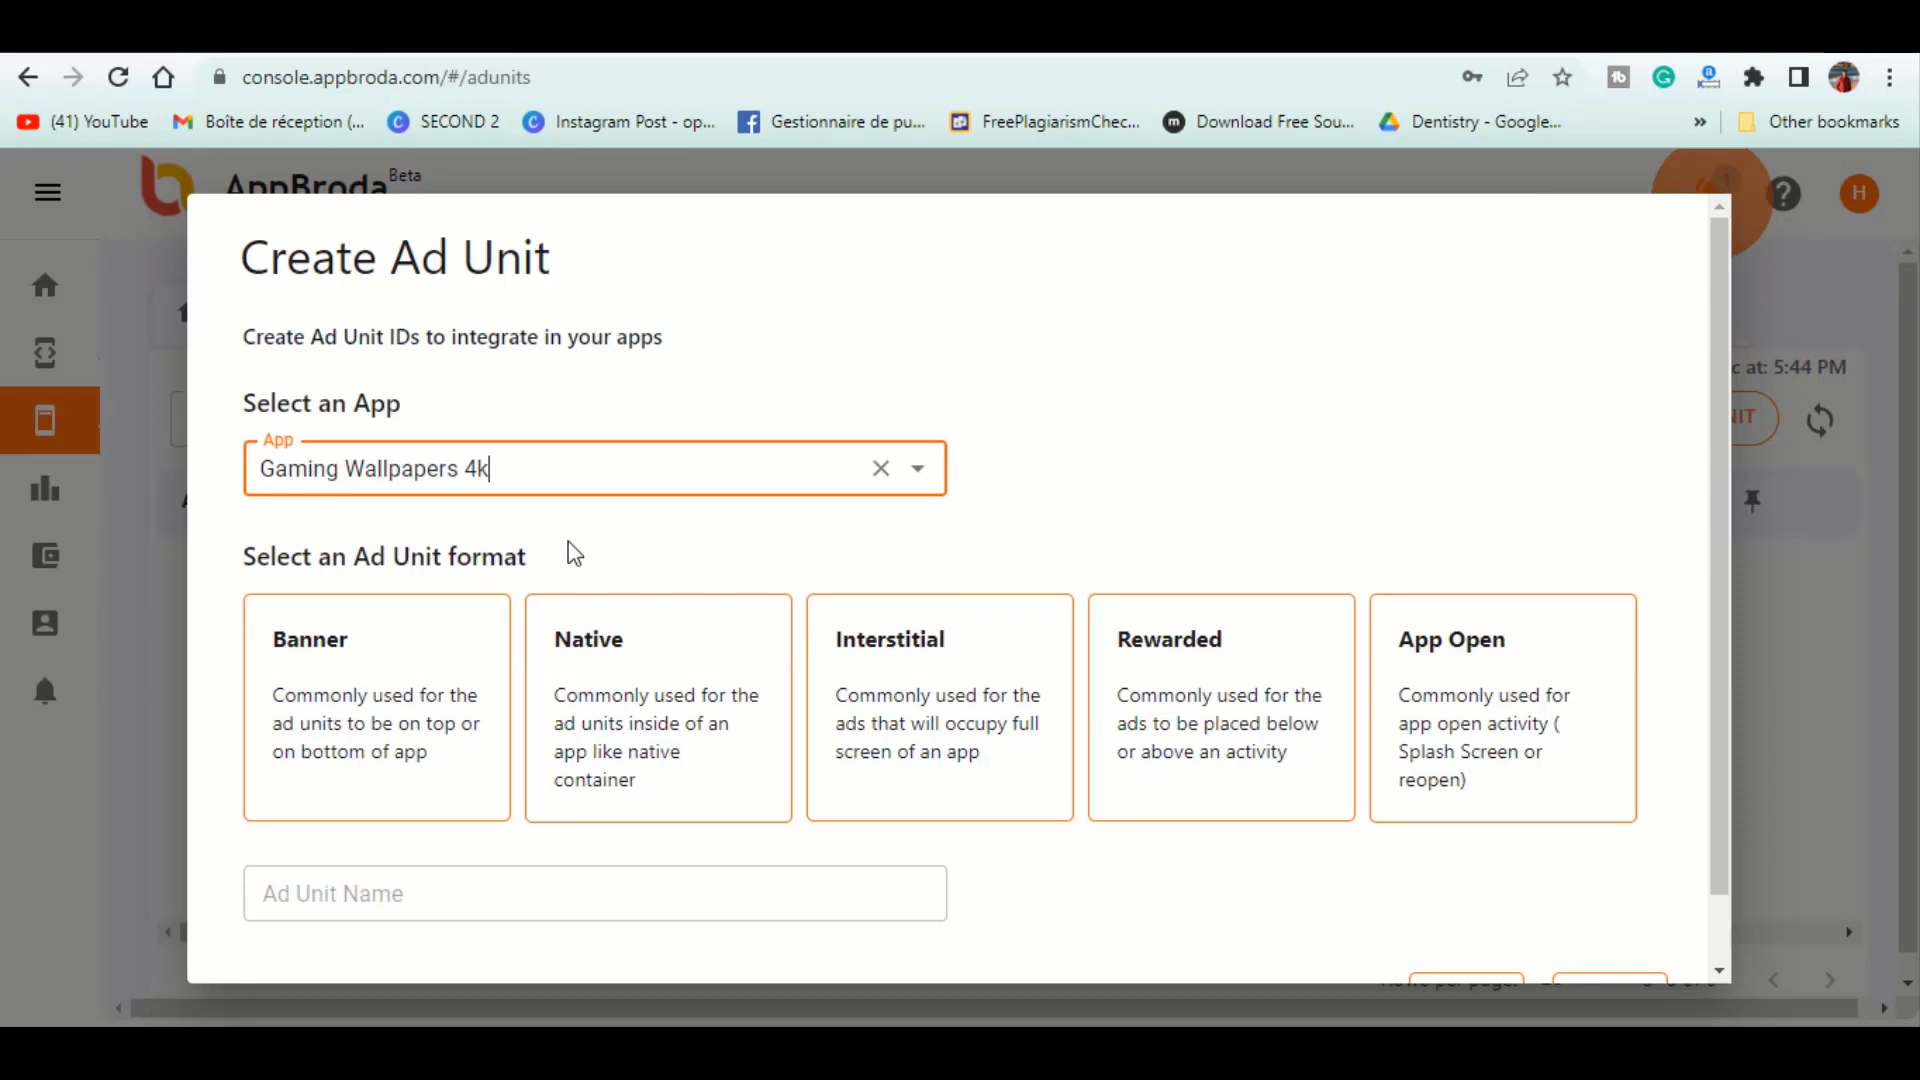 console.appbroda.com/#/adunits
(41) YouTube
Boîte de réception (...
SECOND 2
Instagram Post - op...
Gestionnaire de pu...
FreePlagiarismChec...
Download Free Sou...
Dentistry - Google...
»
Other bookmarks
AppBroda Beta
1
H
Create Ad Unit
Create Ad Unit IDs to integrate in your apps
c at: 5:44 PM
Select an App
NIT
App
Gaming Wallpapers 4k
Select an Ad Unit format
Banner
Commonly used for the
ad units to be on top or
on bottom of app
Native
Commonly used for the
ad units inside of an
app like native
container
Interstitial
Commonly used for the
ads that will occupy full
screen of an app
Rewarded
Commonly used for the
ads to be placed below
or above an activity
App Open
Commonly used for
app open activity (
Splash Screen or
reopen)
Ad Unit Name